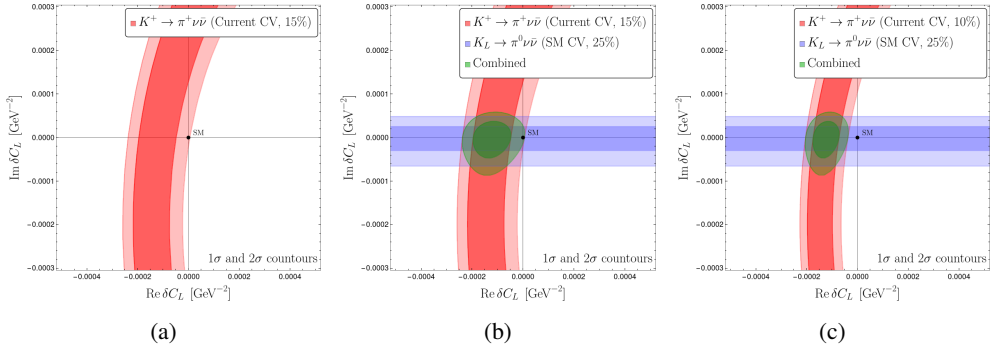 K⁺ → π⁺νν̄ (Current CV, 15%)
1σ and 2σ countours
SM
Im δC_L [GeV⁻²]
Re δC_L [GeV⁻²]
0.0003
0.0002
0.0001
0.0000
−0.0001
−0.0002
−0.0003
−0.0004
−0.0002
0.0000
0.0002
0.0004
(a)
K⁺ → π⁺νν̄ (Current CV, 15%)
K_L → π⁰νν̄ (SM CV, 25%)
Combined
1σ and 2σ countours
SM
Im δC_L [GeV⁻²]
Re δC_L [GeV⁻²]
0.0003
0.0002
0.0001
0.0000
−0.0001
−0.0002
−0.0003
−0.0004
−0.0002
0.0000
0.0002
0.0004
(b)
K⁺ → π⁺νν̄ (Current CV, 10%)
K_L → π⁰νν̄ (SM CV, 25%)
Combined
1σ and 2σ countours
SM
Im δC_L [GeV⁻²]
Re δC_L [GeV⁻²]
0.0003
0.0002
0.0001
0.0000
−0.0001
−0.0002
−0.0003
−0.0004
−0.0002
0.0000
0.0002
0.0004
(c)